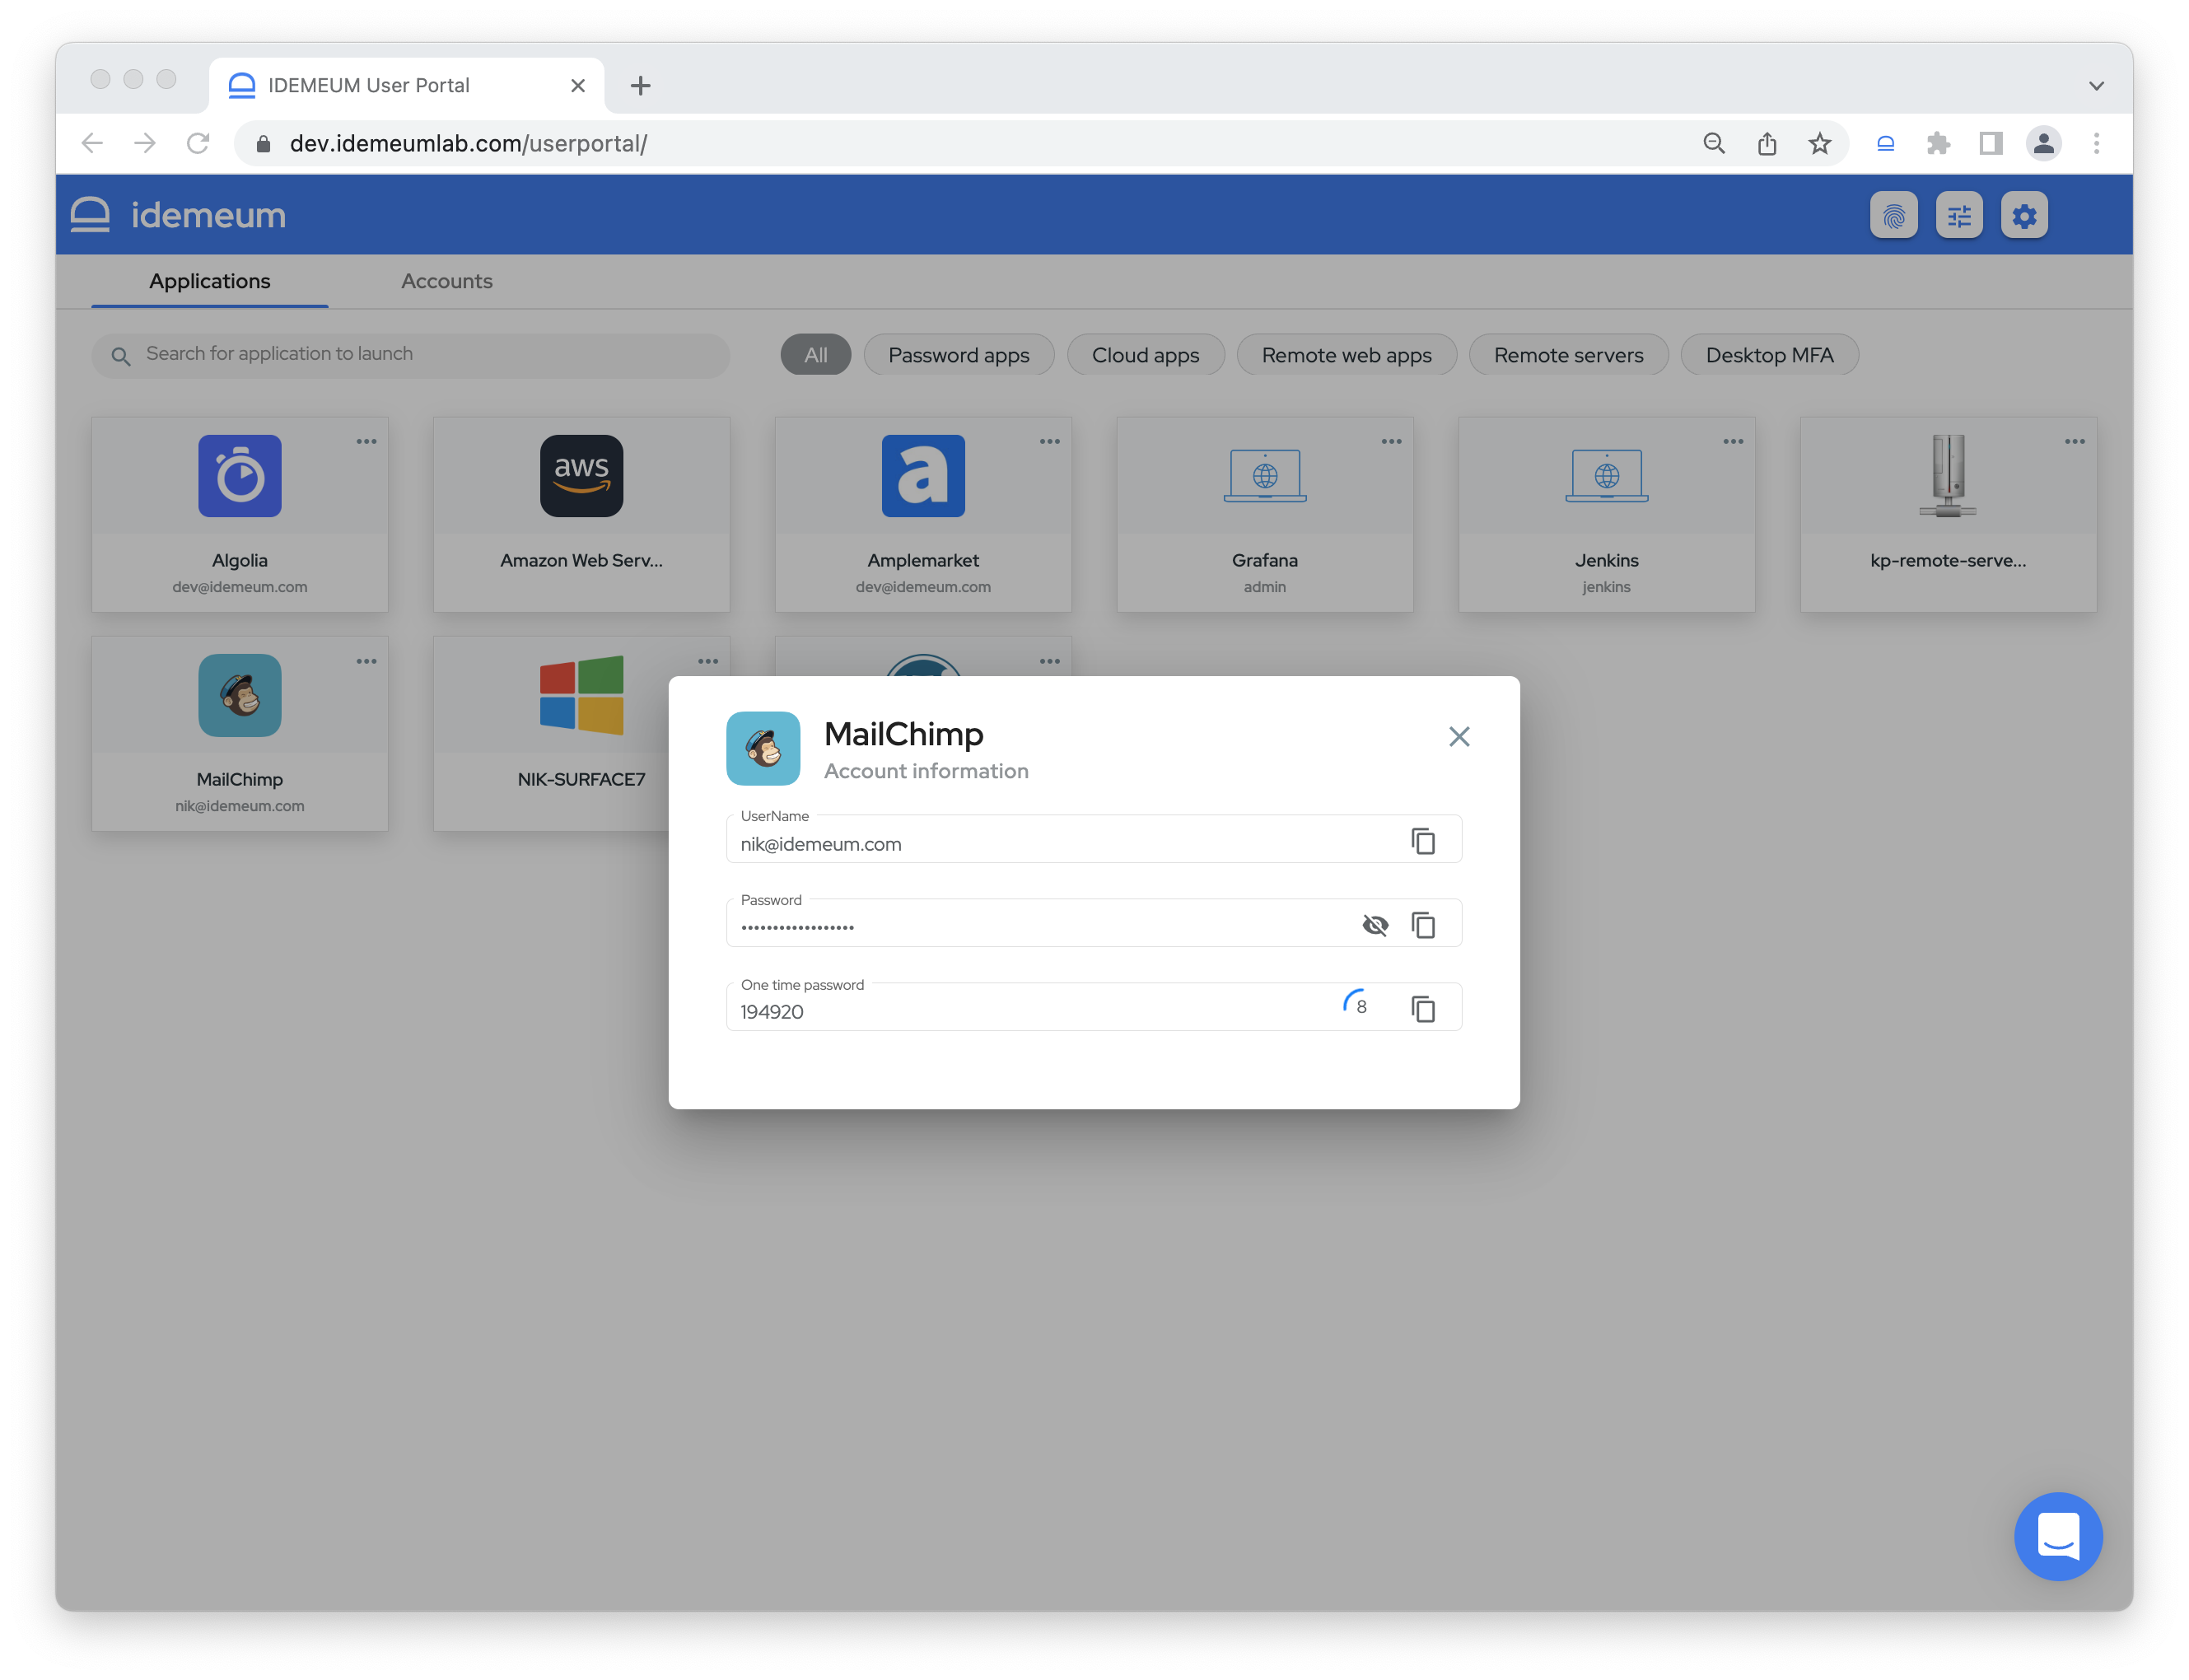 IDEMEUM User Portal
dev.idemeumlab.com/userportal/
idemeum
Applications
Accounts
Search for application to launch
All
Password apps
Cloud apps
Remote web apps
Remote servers
Desktop MFA
aws
a
Algolia
dev@idemeum.com
Amazon Web Serv...
Amplemarket
dev@idemeum.com
Grafana
admin
Jenkins
jenkins
kp-remote-serve...
MailChimp
nik@idemeum.com
NIK-SURFACE7
MailChimp
Account information
UserName
nik@idemeum.com
Password
••••••••••••••••••
One time password
194920
8